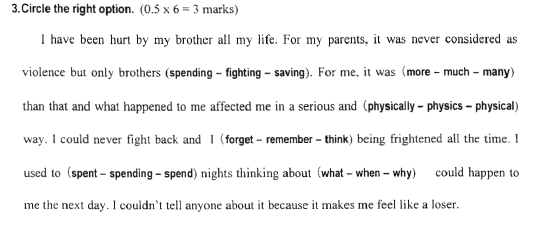 3.Circle the right option. (0.5 x 6 = 3 marks)
I have been hurt by my brother all my life. For my parents, it was never considered as
violence but only brothers (spending – fighting – saving). For me, it was (more – much – many)
than that and what happened to me affected me in a serious and (physically – physics – physical)
way. I could never fight back and I (forget – remember – think) being frightened all the time. I
used to (spent – spending – spend) nights thinking about (what – when – why) could happen to
me the next day. I couldn't tell anyone about it because it makes me feel like a loser.